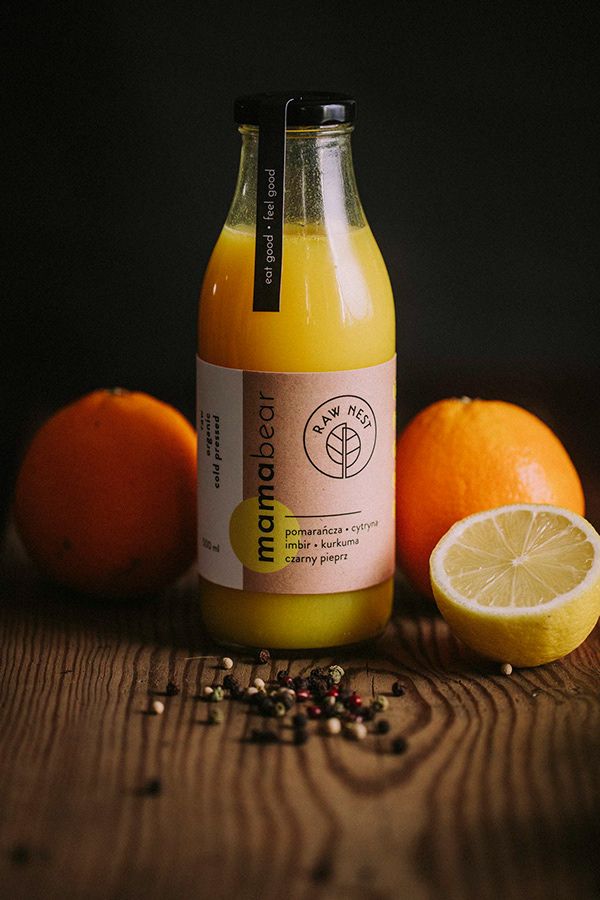 eat good • feel good
RAW NEST
mamabear
raw
organic
cold pressed
500 ml
pomarańcza • cytryna
imbir • kurkuma
czarny pieprz